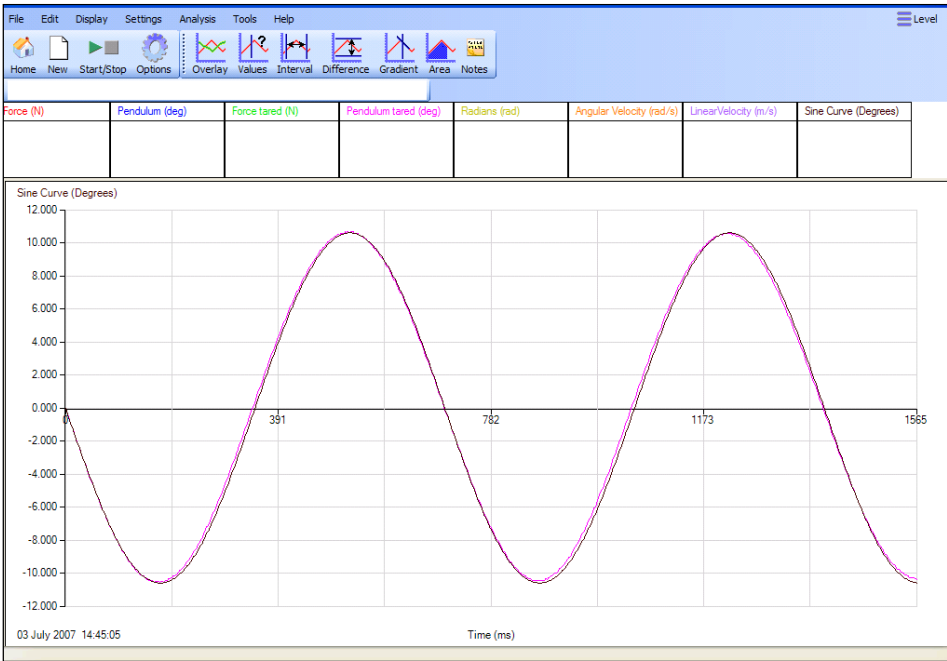 File Edit Display Settings Analysis Tools Help Level
Home New Start/Stop Options Overlay Values Interval Difference Gradient Area Notes
Force (N) Pendulum (deg) Force tared (N) Pendulum tared (deg) Radians (rad) Angular Velocity (rad/s) LinearVelocity (m/s) Sine Curve (Degrees)
Sine Curve (Degrees)
12.000
10.000
8.000
6.000
4.000
2.000
0.000
0 391 782 1173 1565
-2.000
-4.000
-6.000
-8.000
-10.000
-12.000
03 July 2007 14:45:05 Time (ms)